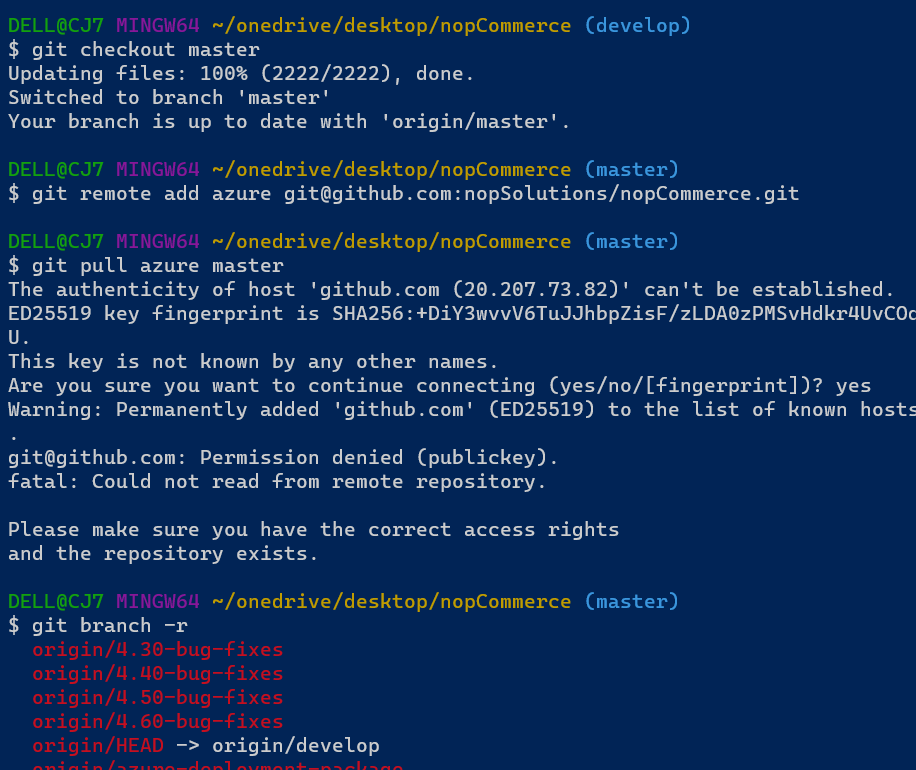 DELL@CJ7 MINGW64 ~/onedrive/desktop/nopCommerce (develop)
$ git checkout master
Updating files: 100% (2222/2222), done.
Switched to branch 'master'
Your branch is up to date with 'origin/master'.
DELL@CJ7 MINGW64 ~/onedrive/desktop/nopCommerce (master)
$ git remote add azure git@github.com:nopSolutions/nopCommerce.git
DELL@CJ7 MINGW64 ~/onedrive/desktop/nopCommerce (master)
$ git pull azure master
The authenticity of host 'github.com (20.207.73.82)' can't be established.
ED25519 key fingerprint is SHA256:+DiY3wvvV6TuJJhbpZisF/zLDA0zPMSvHdkr4UvCOq
U.
This key is not known by any other names.
Are you sure you want to continue connecting (yes/no/[fingerprint])? yes
Warning: Permanently added 'github.com' (ED25519) to the list of known hosts
.
git@github.com: Permission denied (publickey).
fatal: Could not read from remote repository.
Please make sure you have the correct access rights
and the repository exists.
DELL@CJ7 MINGW64 ~/onedrive/desktop/nopCommerce (master)
$ git branch -r
origin/4.30-bug-fixes
origin/4.40-bug-fixes
origin/4.50-bug-fixes
origin/4.60-bug-fixes
origin/HEAD -> origin/develop
origin/azure-deployment-package